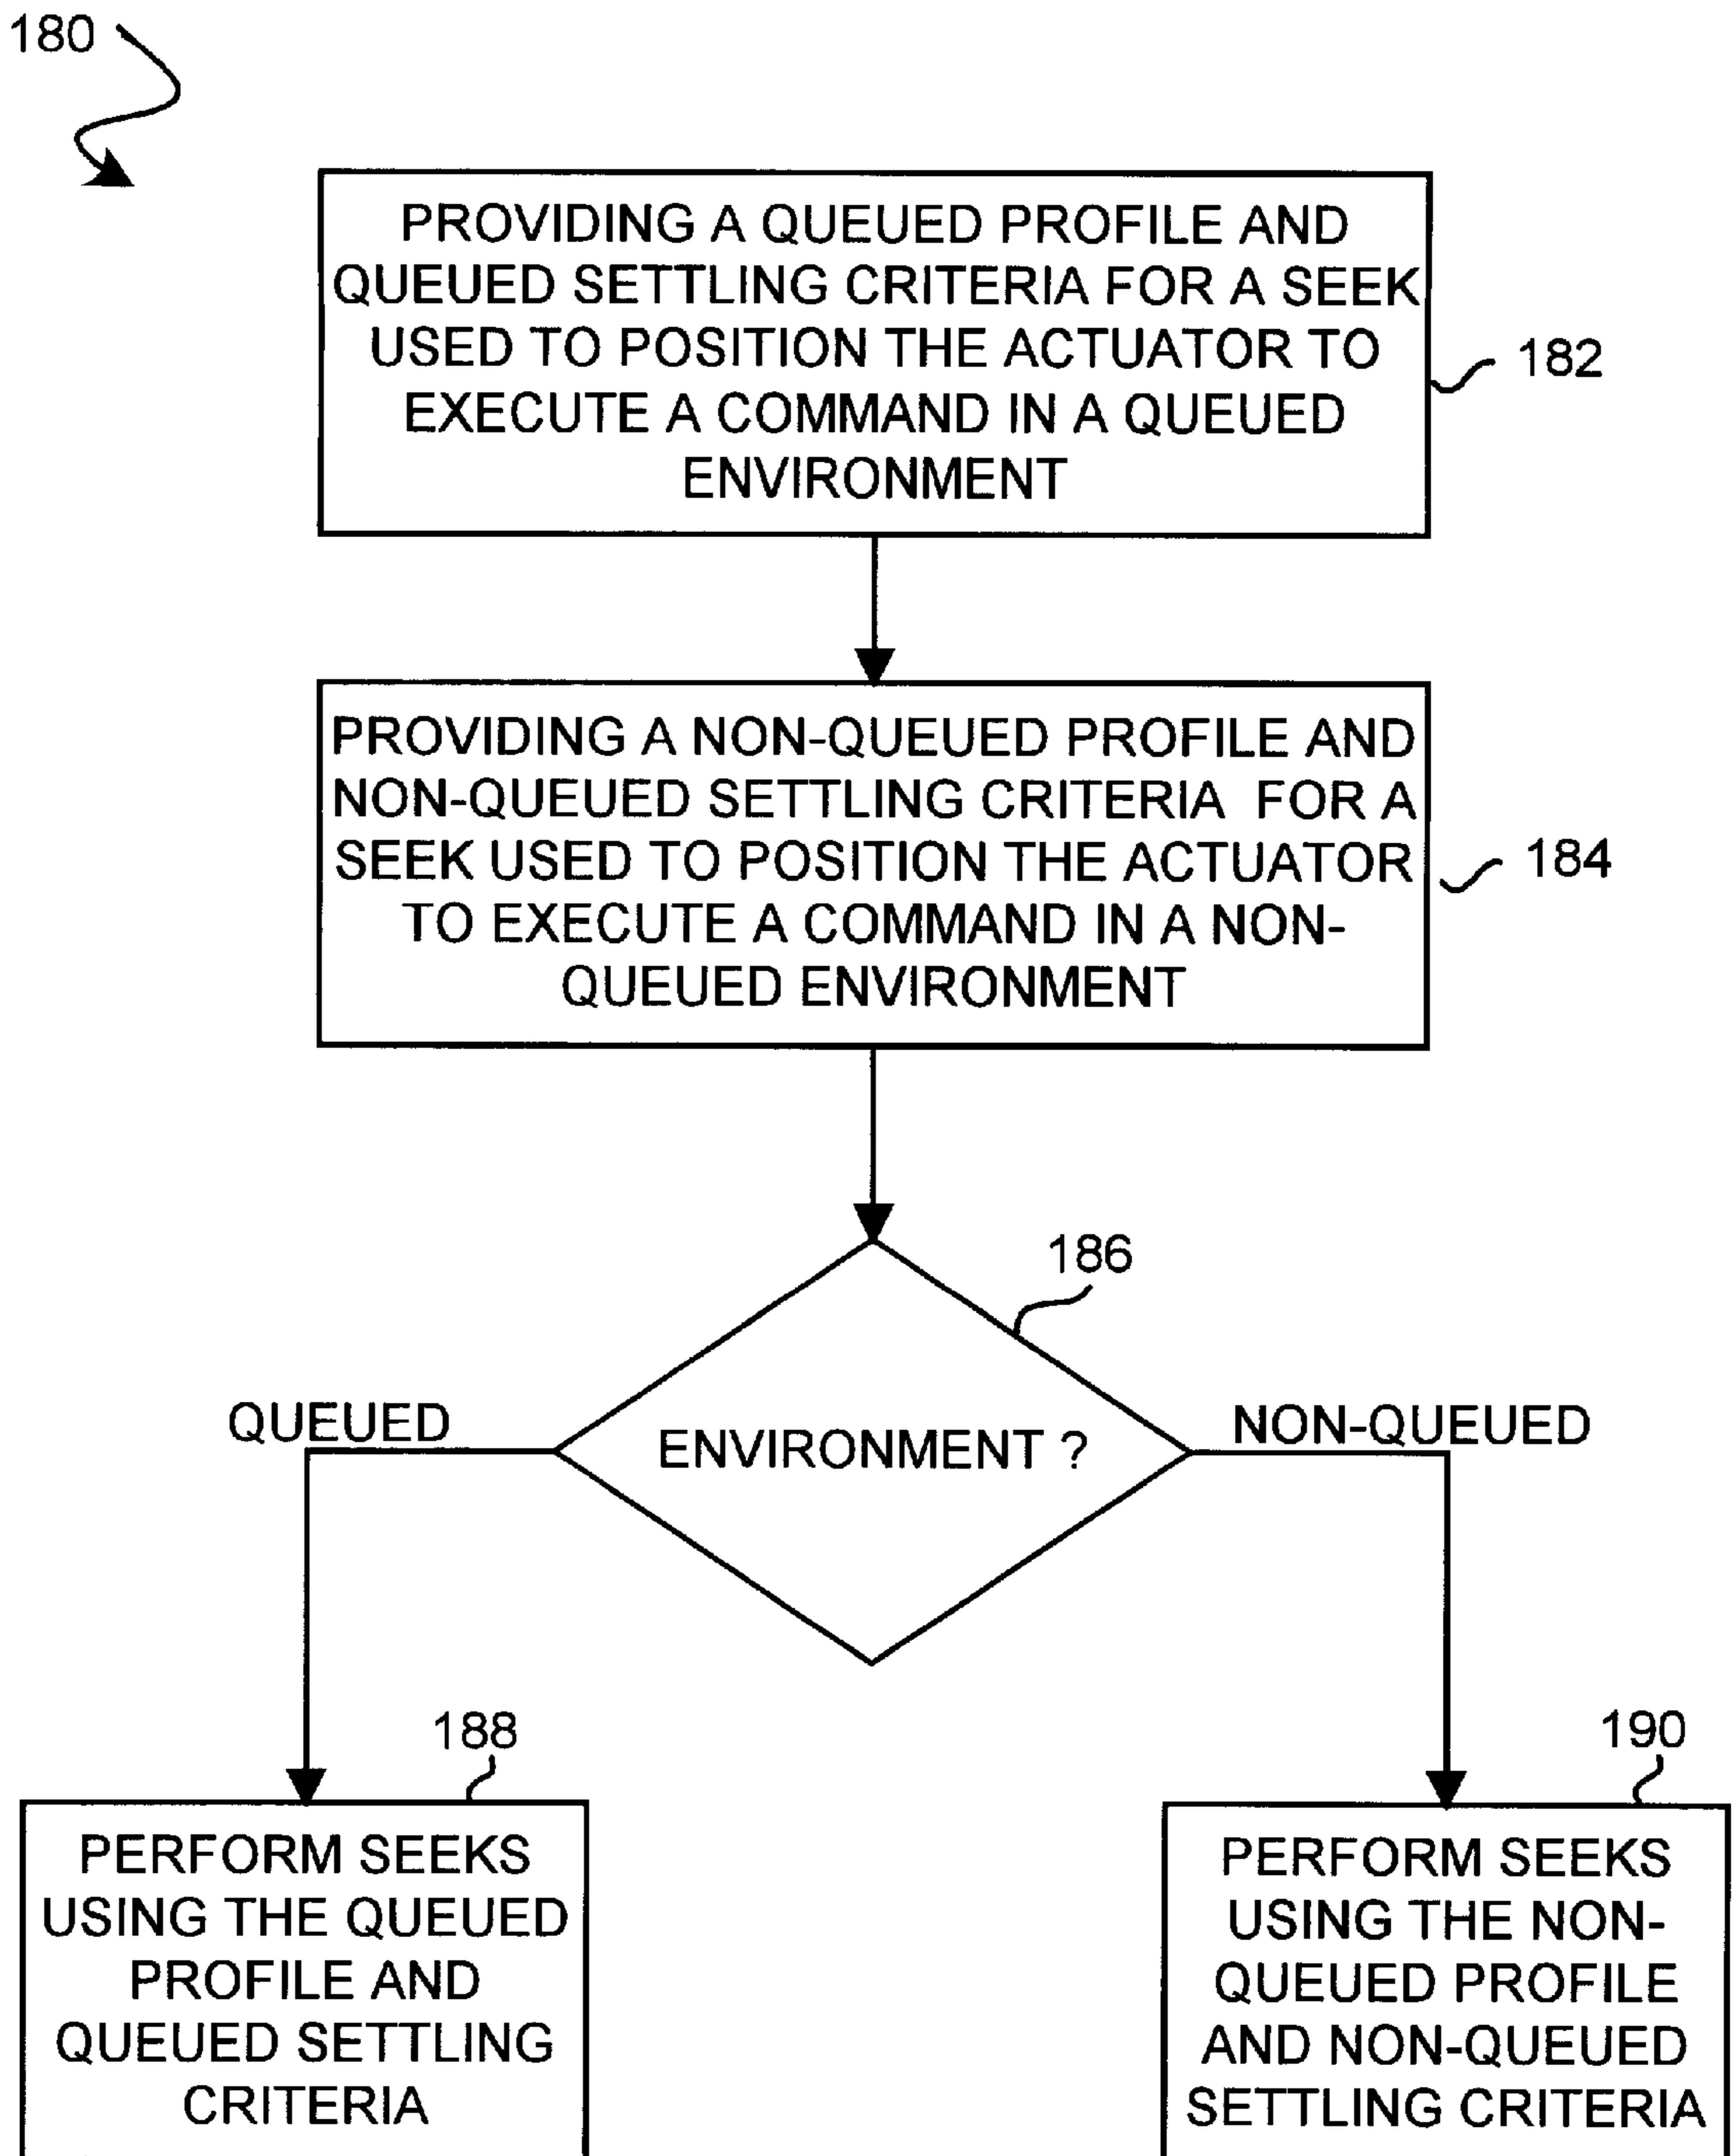 180
PROVIDING A QUEUED PROFILE AND
QUEUED SETTLING CRITERIA FOR A SEEK
USED TO POSITION THE ACTUATOR TO
EXECUTE A COMMAND IN A QUEUED
ENVIRONMENT
182
PROVIDING A NON-QUEUED PROFILE AND
NON-QUEUED SETTLING CRITERIA FOR A
SEEK USED TO POSITION THE ACTUATOR
TO EXECUTE A COMMAND IN A NON-
QUEUED ENVIRONMENT
184
186
QUEUED
ENVIRONMENT ?
NON-QUEUED
188
PERFORM SEEKS
USING THE QUEUED
PROFILE AND
QUEUED SETTLING
CRITERIA
190
PERFORM SEEKS
USING THE NON-
QUEUED PROFILE
AND NON-QUEUED
SETTLING CRITERIA